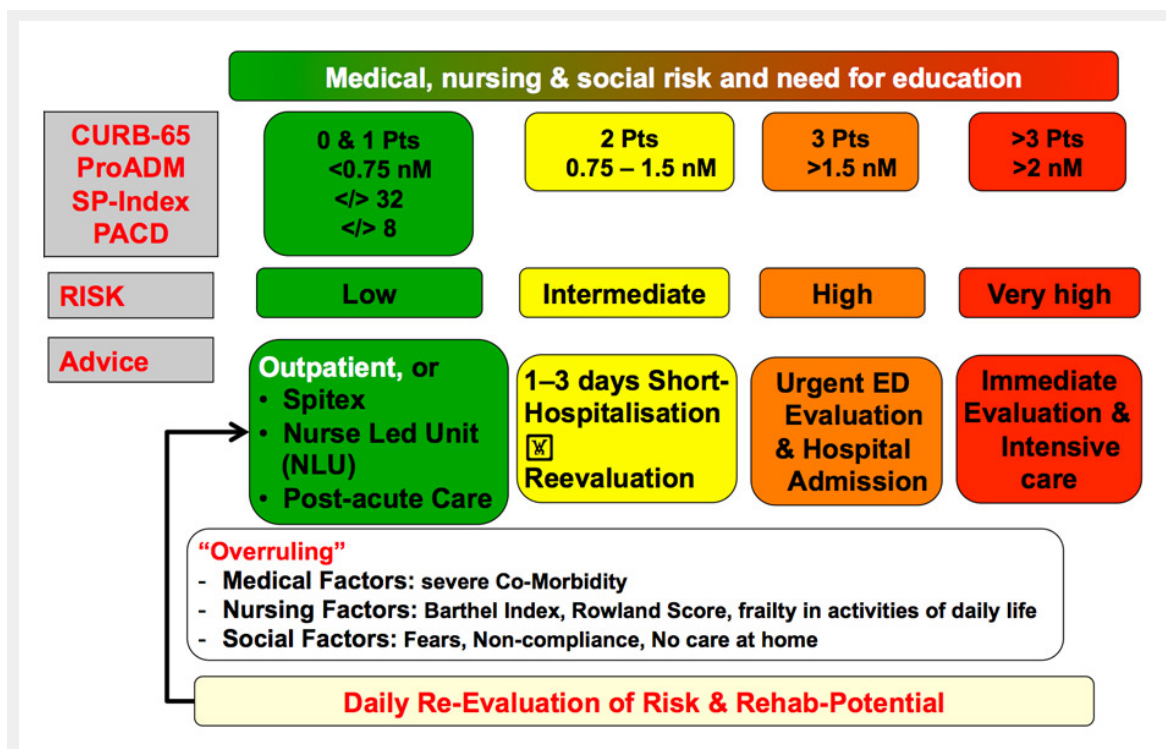 Medical, nursing & social risk and need for education
CURB-65
ProADM
SP-Index
PACD
0 & 1 Pts
<0.75 nM
</> 32
</> 8
2 Pts
0.75 – 1.5 nM
3 Pts
>1.5 nM
>3 Pts
>2 nM
RISK
Low
Intermediate
High
Very high
Advice
Outpatient, or
• Spitex
• Nurse Led Unit
(NLU)
• Post-acute Care
1–3 days Short-
Hospitalisation
Reevaluation
Urgent ED
Evaluation
& Hospital
Admission
Immediate
Evaluation &
Intensive
care
“Overruling”
- Medical Factors: severe Co-Morbidity
- Nursing Factors: Barthel Index, Rowland Score, frailty in activities of daily life
- Social Factors: Fears, Non-compliance, No care at home
Daily Re-Evaluation of Risk & Rehab-Potential